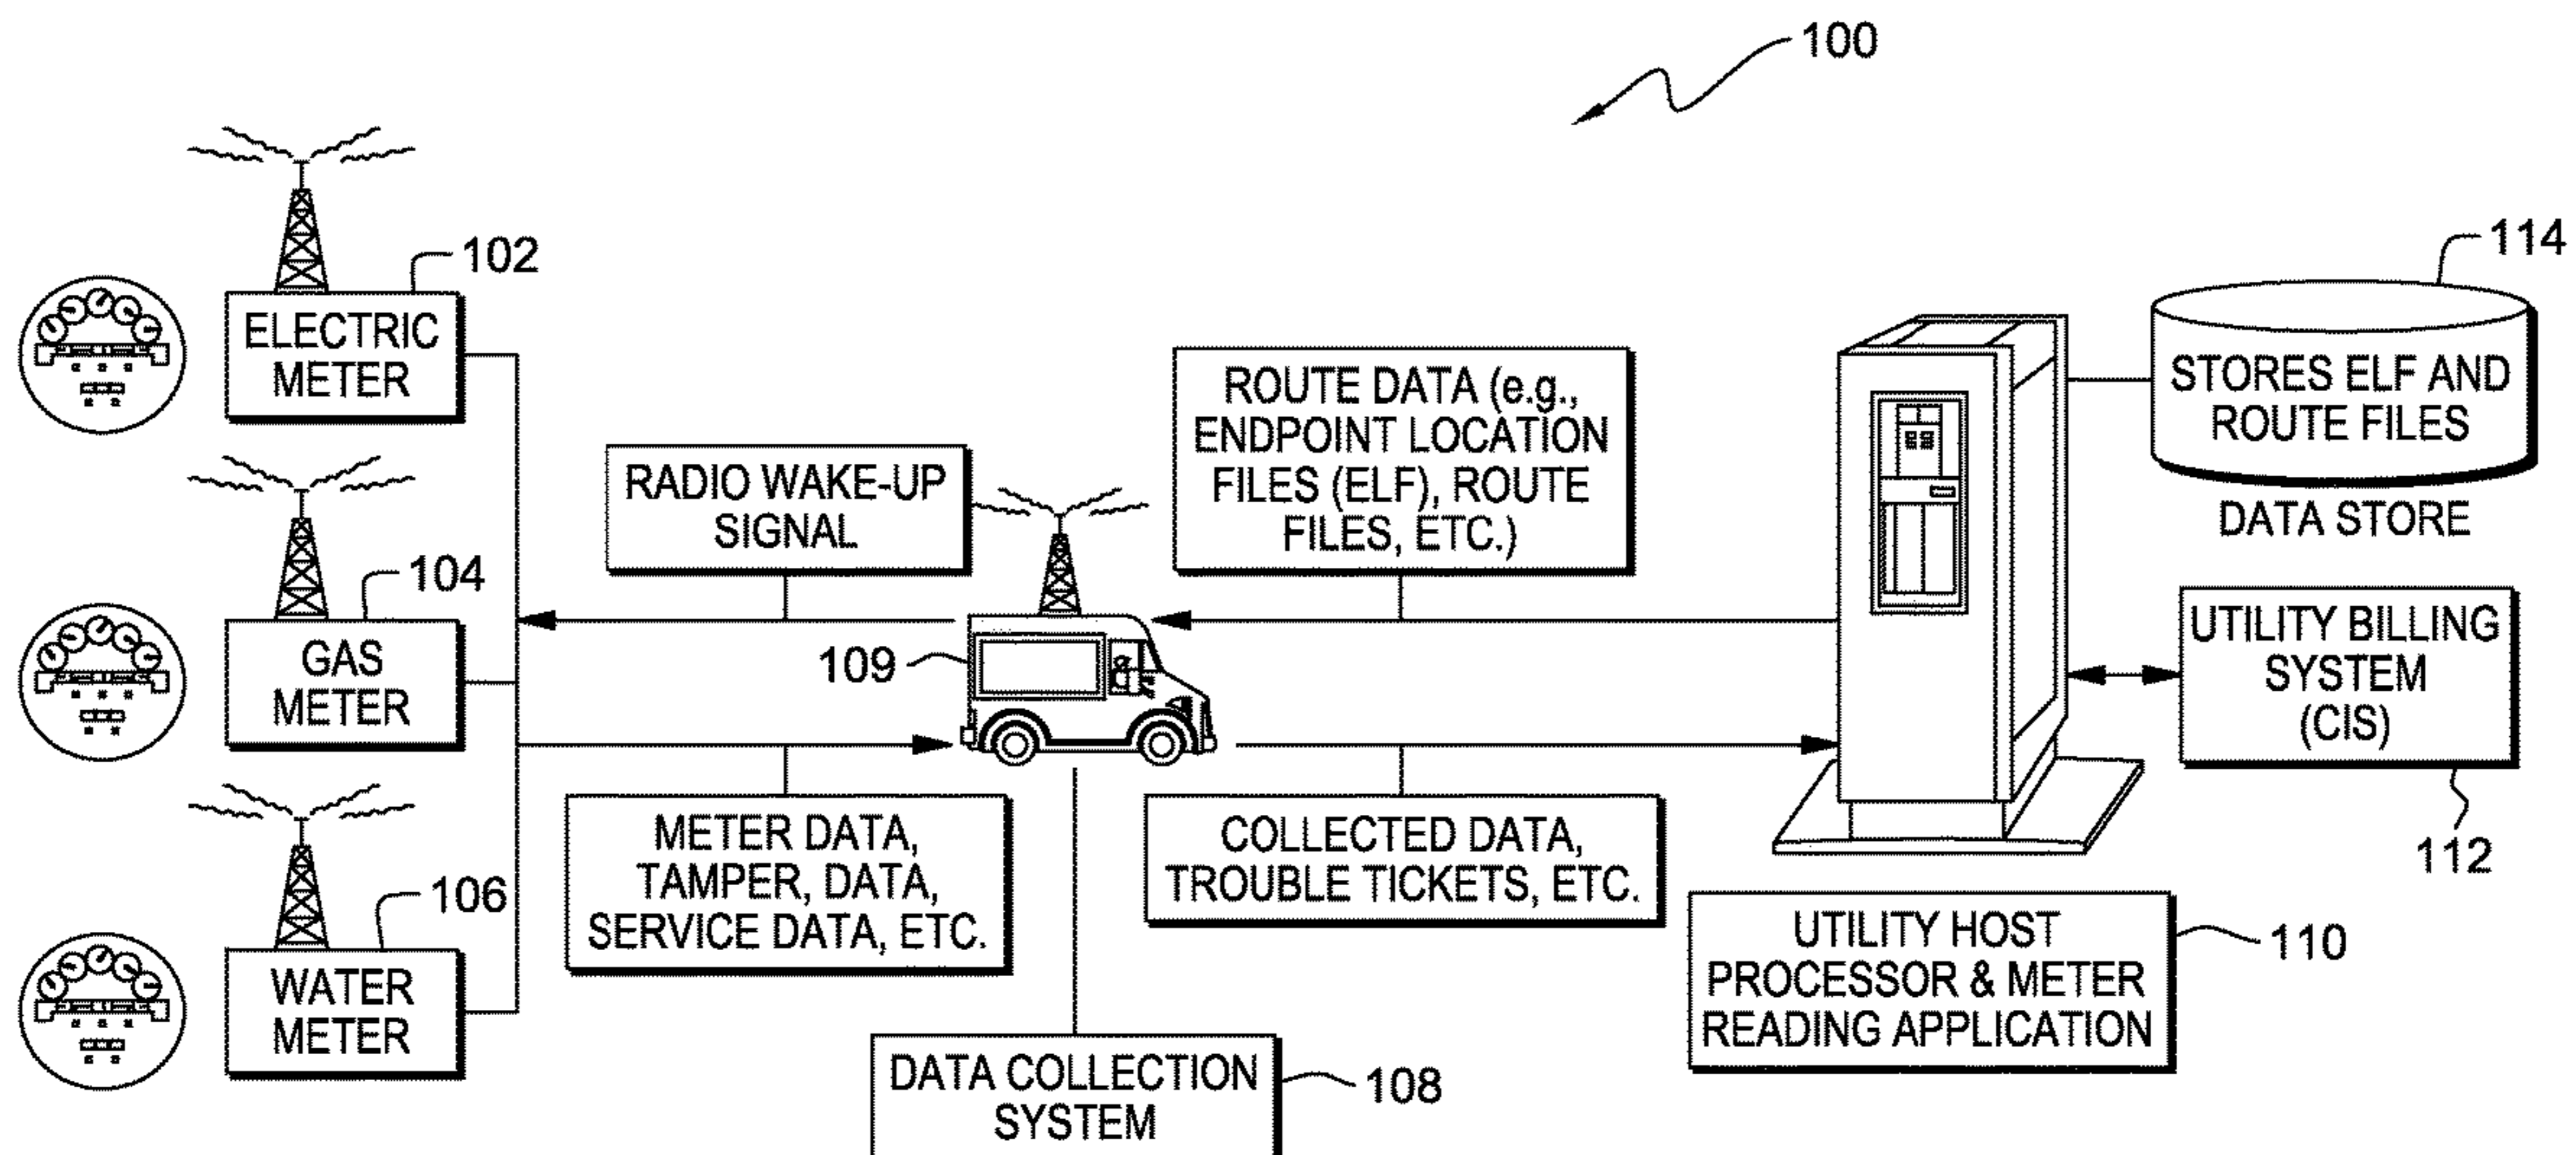 100
102
ELECTRIC
METER
104
GAS
METER
106
WATER
METER
RADIO WAKE-UP
SIGNAL
109
METER DATA,
TAMPER, DATA,
SERVICE DATA, ETC.
DATA COLLECTION
SYSTEM
108
ROUTE DATA (e.g.,
ENDPOINT LOCATION
FILES (ELF), ROUTE
FILES, ETC.)
COLLECTED DATA,
TROUBLE TICKETS, ETC.
114
STORES ELF AND
ROUTE FILES
DATA STORE
UTILITY BILLING
SYSTEM
(CIS)
112
UTILITY HOST
PROCESSOR & METER
READING APPLICATION
110